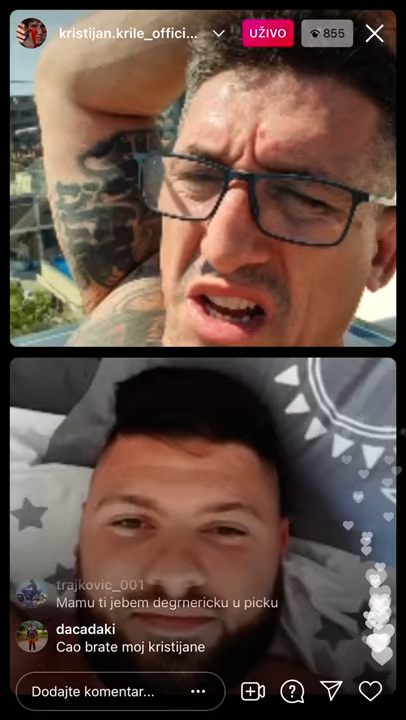 kristijan.krile_offici...
UŽIVO
855
trajkovic_001
Mamu ti jebem degrnericku u picku
dacadaki
Cao brate moj kristijane
Dodajte komentar...